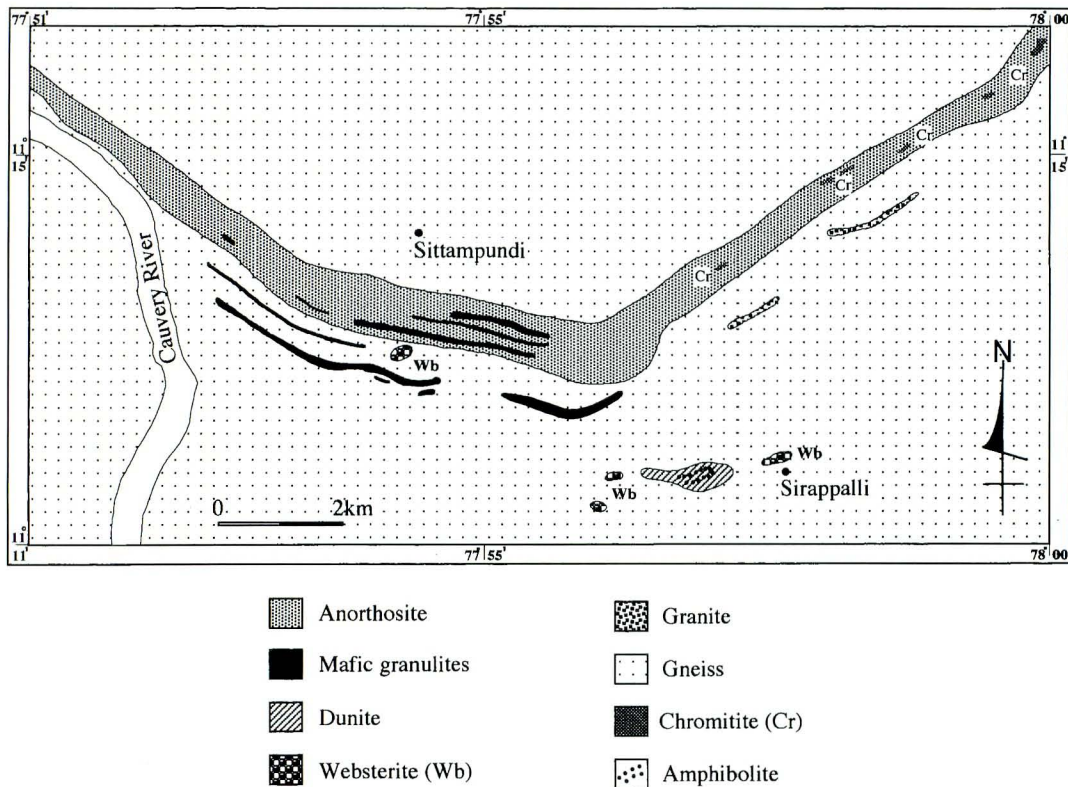 77° 51'
77° 55'
78° 00
Cr
Cr
11° 15'
11° 15'
Cr
Sittampundi
Cr
Cauvery River
Wb
N
Wb
Wb
Sirappalli
0 2km
11° 11'
77° 55'
78° 00
Anorthosite
Granite
Mafic granulites
Gneiss
Dunite
Chromitite (Cr)
Websterite (Wb)
Amphibolite